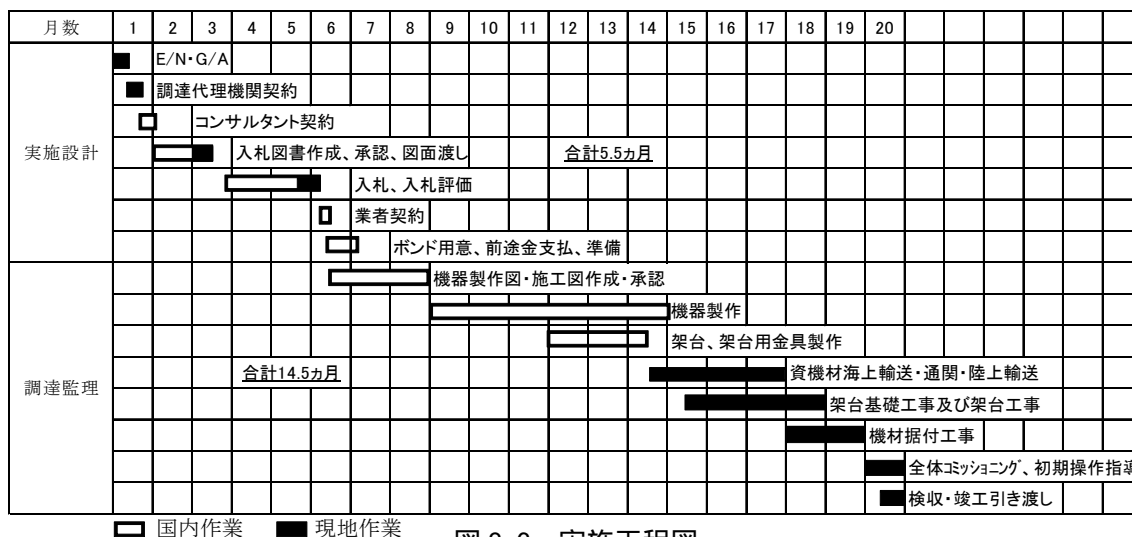 月数 1 2 3 4 5 6 7 8 9 10 11 12 13 14 15 16 17 18 19 20
E/N・G/A
調達代理機関契約
コンサルタント契約
実施設計 入札図書作成、承認、図面渡し 合計5.5ヵ月
入札、入札評価
業者契約
ボンド用意、前途金支払、準備
機器製作図・施工図作成・承認
機器製作
架台、架台用金具製作
調達監理 合計14.5ヵ月 資機材海上輸送・通関・陸上輸送
架台基礎工事及び架台工事
機材据付工事
全体コミッショニング、初期操作指導
検収・竣工引き渡し
国内作業 現地作業